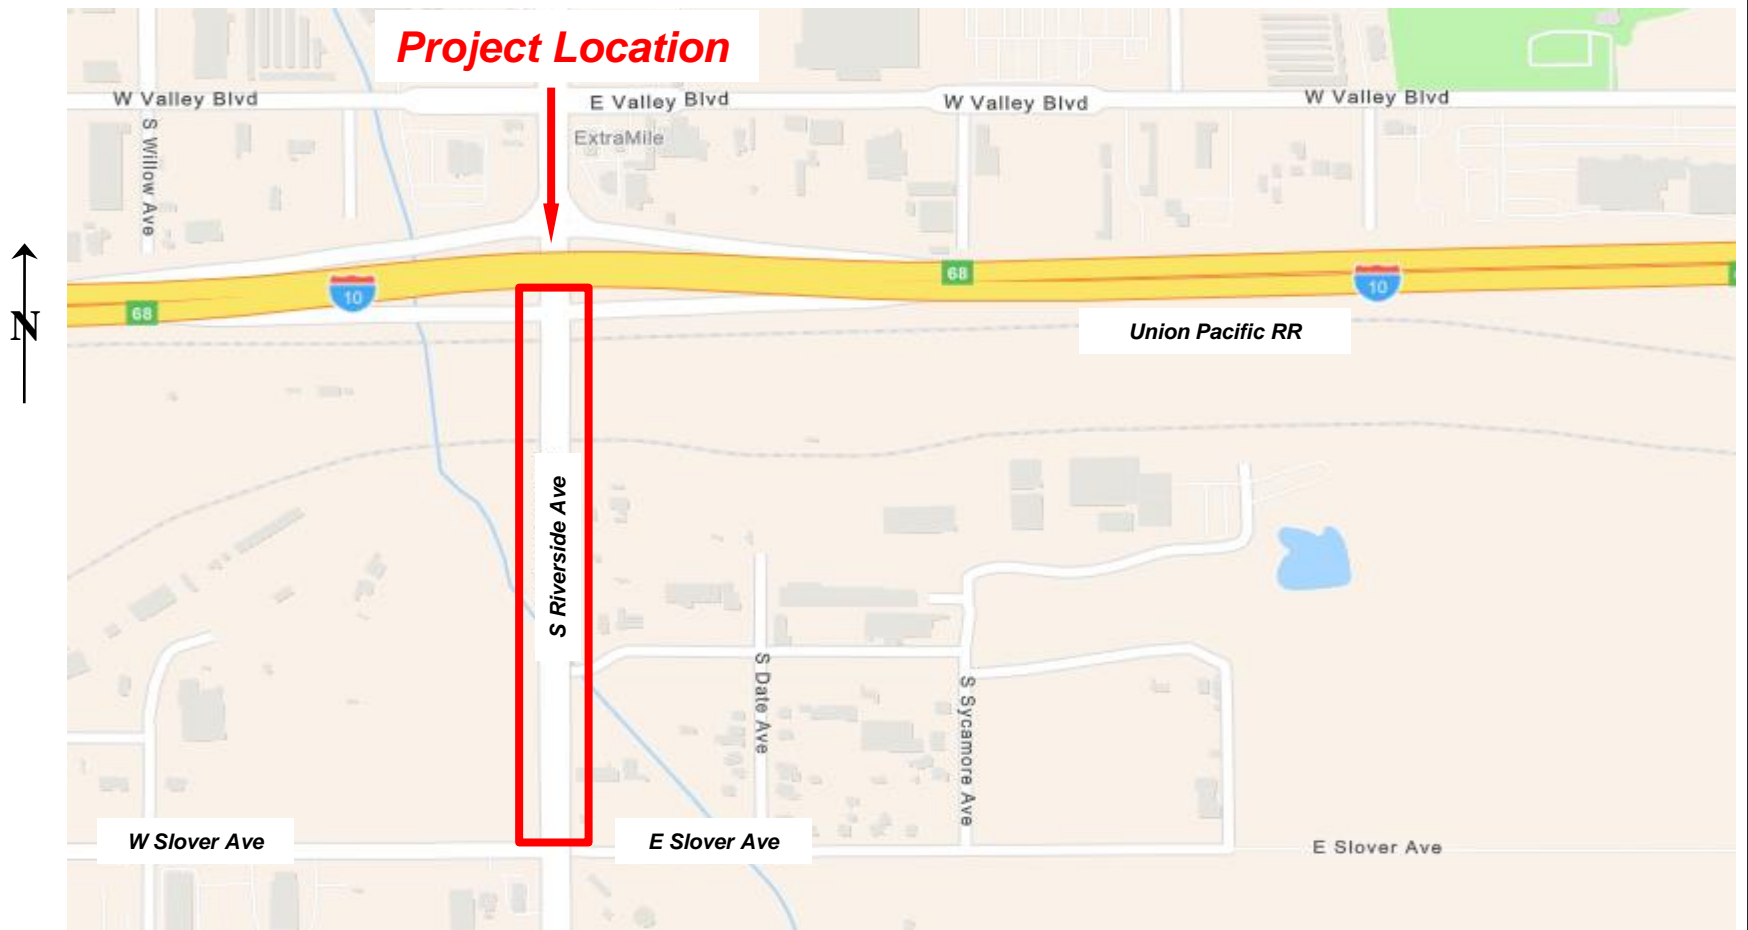 Project Location
W Valley Blvd
E Valley Blvd
W Valley Blvd
W Valley Blvd
ExtraMile
S Willow Ave
N
68
10
68
10
Union Pacific RR
S Riverside Ave
S Date Ave
S Sycamore Ave
W Slover Ave
E Slover Ave
E Slover Ave